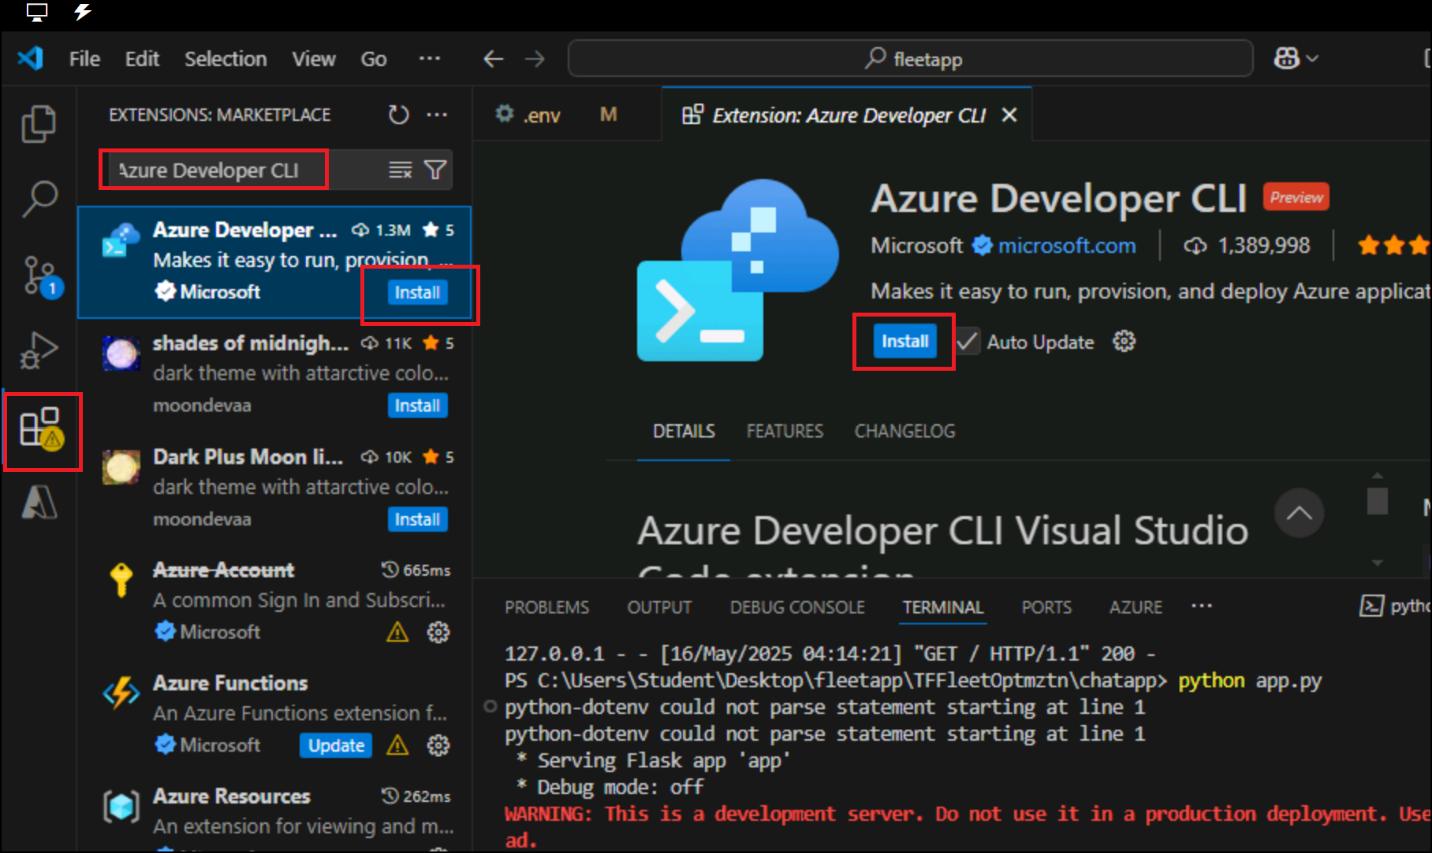 File Edit Selection View Go ···
fleetapp
EXTENSIONS: MARKETPLACE
Azure Developer CLI
Azure Developer ... 1.3M 5
Makes it easy to run, provision, ...
Microsoft Install
shades of midnigh... 11K 5
dark theme with attarctive colo...
moondevaa Install
Dark Plus Moon li... 10K 5
dark theme with attarctive colo...
moondevaa Install
Azure Account 665ms
A common Sign In and Subscri...
Microsoft
Azure Functions
An Azure Functions extension f...
Microsoft Update
Azure Resources 262ms
An extension for viewing and m...
1
.env M
Extension: Azure Developer CLI
Azure Developer CLI Preview
Microsoft microsoft.com 1,389,998
Makes it easy to run, provision, and deploy Azure applicat
Install Auto Update
DETAILS FEATURES CHANGELOG
Azure Developer CLI Visual Studio
Code extension
PROBLEMS OUTPUT DEBUG CONSOLE TERMINAL PORTS AZURE ···
pytho
127.0.0.1 - - [16/May/2025 04:14:21] "GET / HTTP/1.1" 200 -
PS C:\Users\Student\Desktop\fleetapp\TFFleetOptmztn\chatapp> python app.py
python-dotenv could not parse statement starting at line 1
python-dotenv could not parse statement starting at line 1
* Serving Flask app 'app'
* Debug mode: off
WARNING: This is a development server. Do not use it in a production deployment. Use
ad.